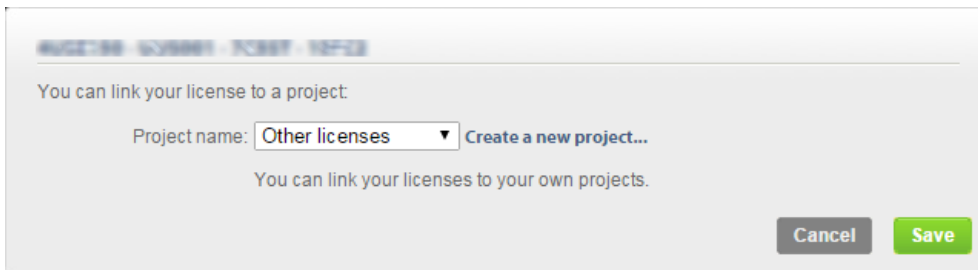 You can link your license to a project:
Project name: Other licenses ▼ Create a new project...
You can link your licenses to your own projects.
Cancel Save